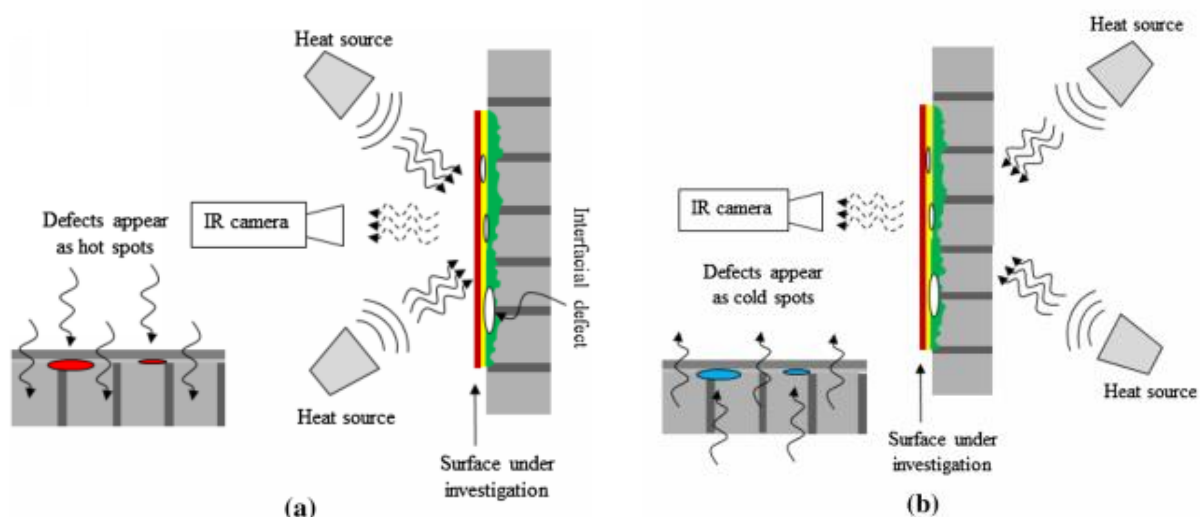 Heat source
IR camera
Defects appear
as hot spots
Interfacial defect
Heat source
Surface under
investigation
(a)
Heat source
IR camera
Defects appear
as cold spots
Heat source
Surface under
investigation
(b)